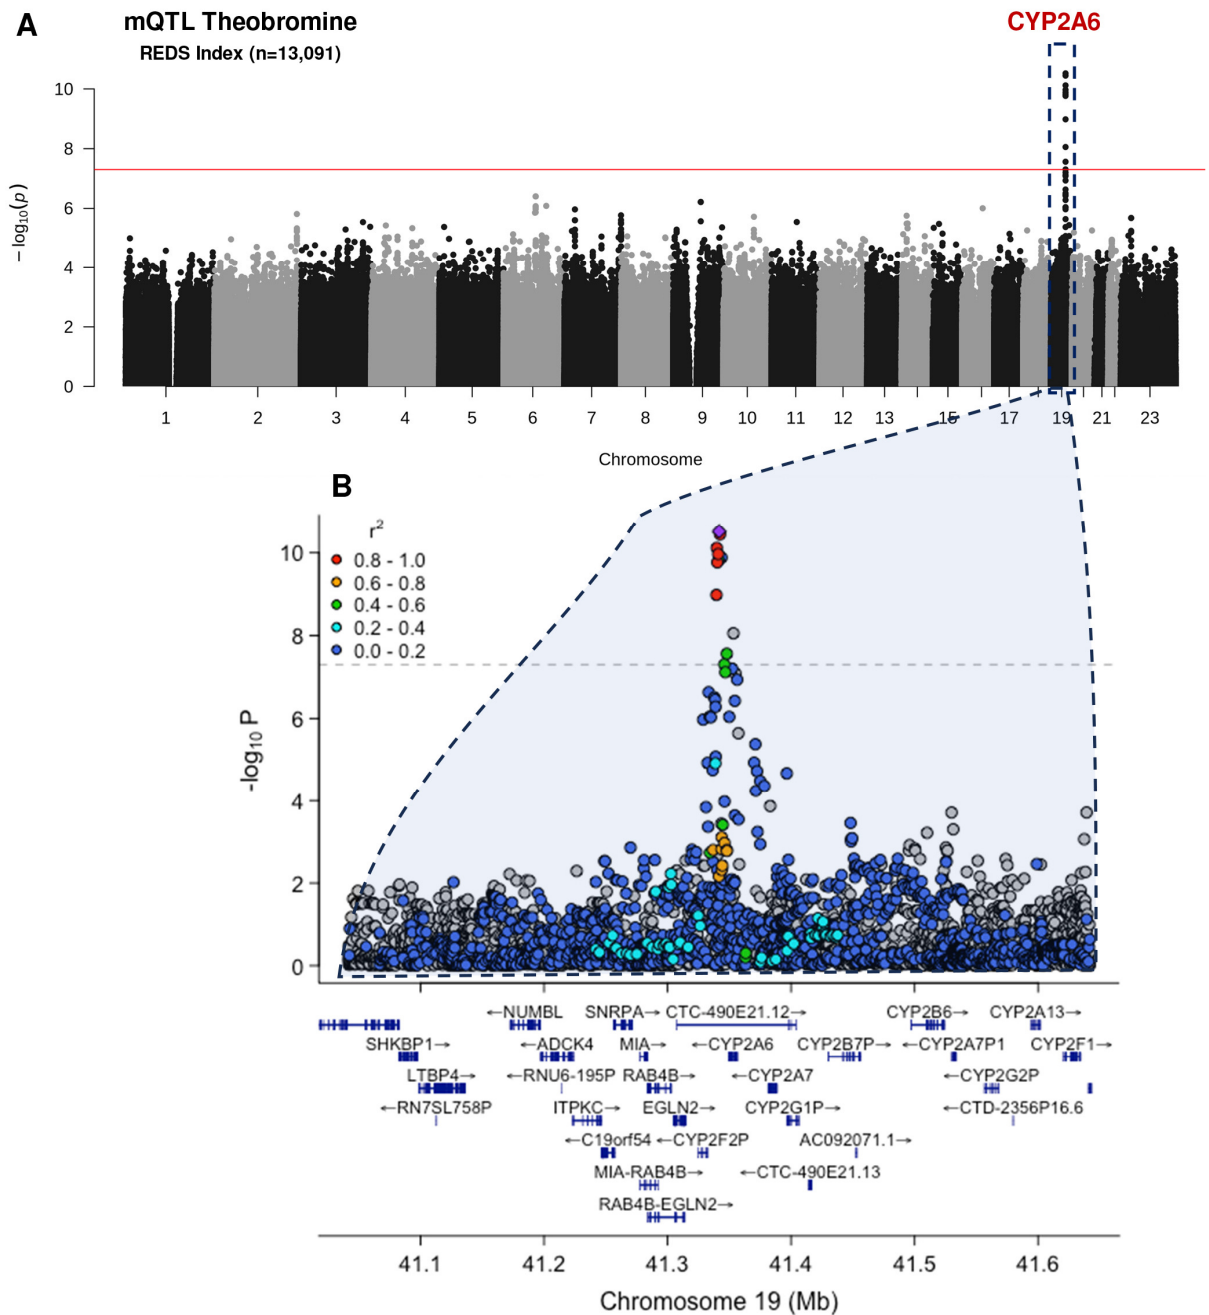 A
mQTL Theobromine
REDS Index (n=13,091)
CYP2A6
10
8
6
4
2
0
− log10(p)
1 2 3 4 5 6 7 8 9 10 11 12 13 15 17 19 21 23
Chromosome
B
r2
0.8 - 1.0
0.6 - 0.8
0.4 - 0.6
0.2 - 0.4
0.0 - 0.2
10
8
6
4
2
0
-log10 P
←NUMBL SNRPA→ CTC-490E21.12→ CYP2B6→ CYP2A13→
SHKBP1→ ←ADCK4 MIA→ ←CYP2A6 CYP2B7P→ ←CYP2A7P1 CYP2F1→
LTBP4→ ←RNU6-195P RAB4B→ ←CYP2A7 ←CYP2G2P
←RN7SL758P ITPKC→ EGLN2→ CYP2G1P→ ←CTD-2356P16.6
←C19orf54 ←CYP2F2P AC092071.1→
MIA-RAB4B→ ←CTC-490E21.13
RAB4B-EGLN2→
41.1 41.2 41.3 41.4 41.5 41.6
Chromosome 19 (Mb)